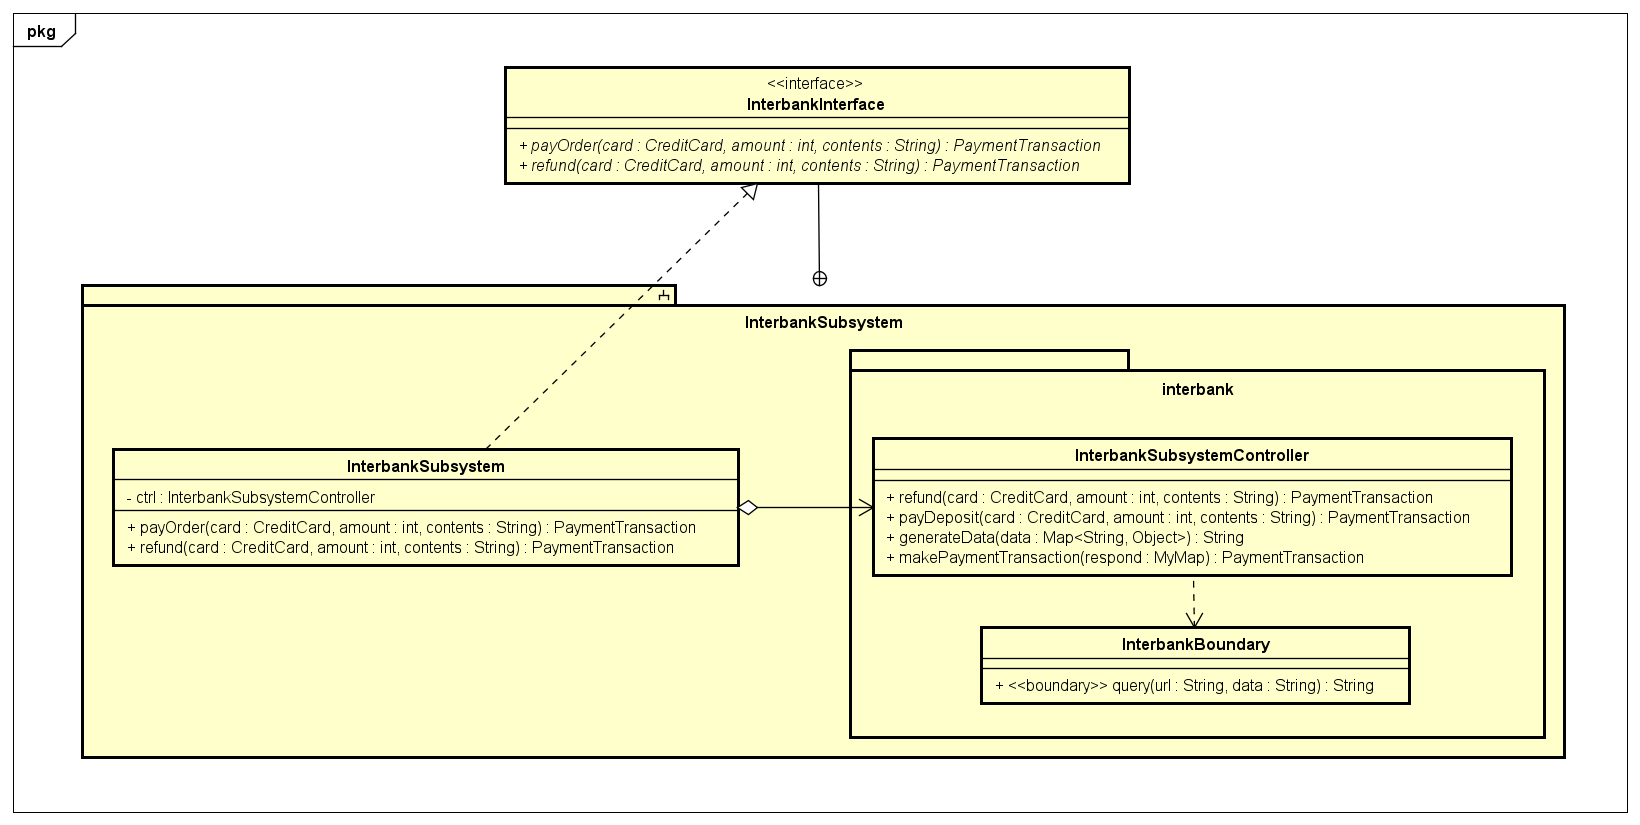 pkg
<<interface>>
InterbankInterface
+ payOrder(card : CreditCard, amount : int, contents : String) : PaymentTransaction
+ refund(card : CreditCard, amount : int, contents : String) : PaymentTransaction
InterbankSubsystem
interbank
InterbankSubsystem
- ctrl : InterbankSubsystemController
+ payOrder(card : CreditCard, amount : int, contents : String) : PaymentTransaction
+ refund(card : CreditCard, amount : int, contents : String) : PaymentTransaction
InterbankSubsystemController
+ refund(card : CreditCard, amount : int, contents : String) : PaymentTransaction
+ payDeposit(card : CreditCard, amount : int, contents : String) : PaymentTransaction
+ generateData(data : Map<String, Object>) : String
+ makePaymentTransaction(respond : MyMap) : PaymentTransaction
InterbankBoundary
+ <<boundary>> query(url : String, data : String) : String